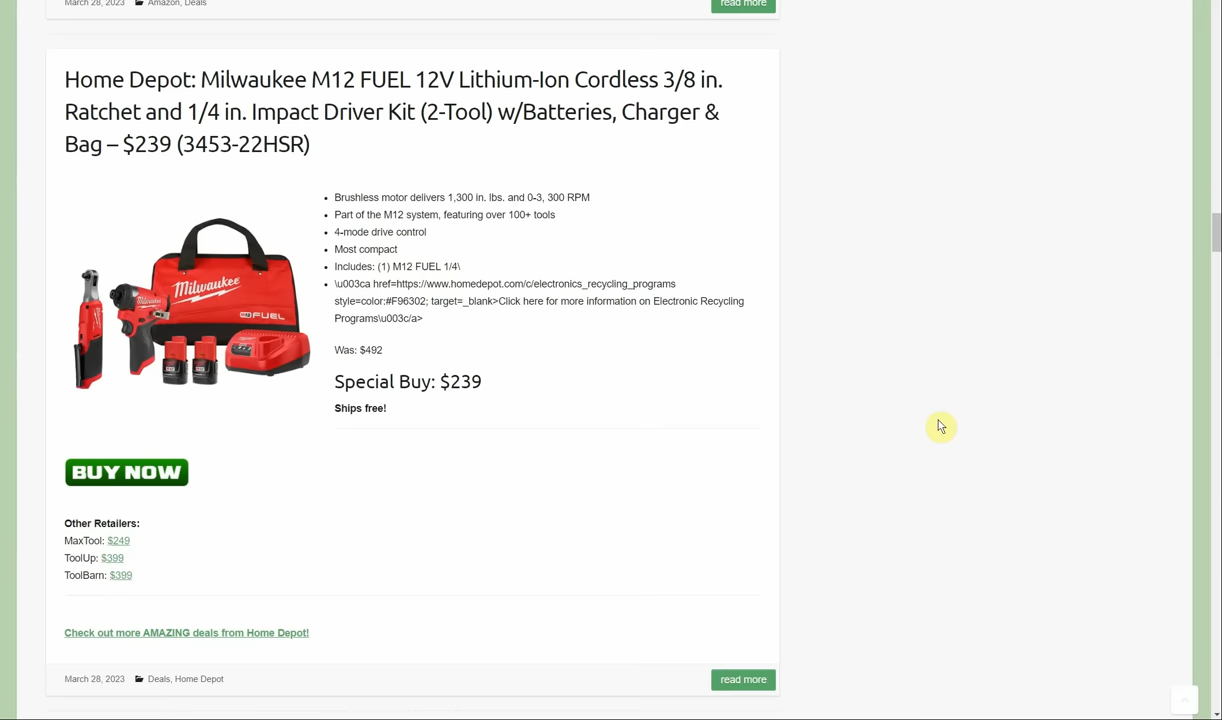 March 28, 2023 Amazon, Deals
read more
Home Depot: Milwaukee M12 FUEL 12V Lithium-Ion Cordless 3/8 in.
Ratchet and 1/4 in. Impact Driver Kit (2-Tool) w/Batteries, Charger &
Bag – $239 (3453-22HSR)
Brushless motor delivers 1,300 in. lbs. and 0-3, 300 RPM
Part of the M12 system, featuring over 100+ tools
4-mode drive control
Most compact
Includes: (1) M12 FUEL 1/4\
\u003ca href=https://www.homedepot.com/c/electronics_recycling_programs
style=color:#F96302; target=_blank>Click here for more information on Electronic Recycling
Programs\u003c/a>
Milwaukee
FUEL
Was: $492
Special Buy: $239
Ships free!
BUY NOW
Other Retailers:
MaxTool: $249
ToolUp: $399
ToolBarn: $399
Check out more AMAZING deals from Home Depot!
March 28, 2023 Deals, Home Depot
read more